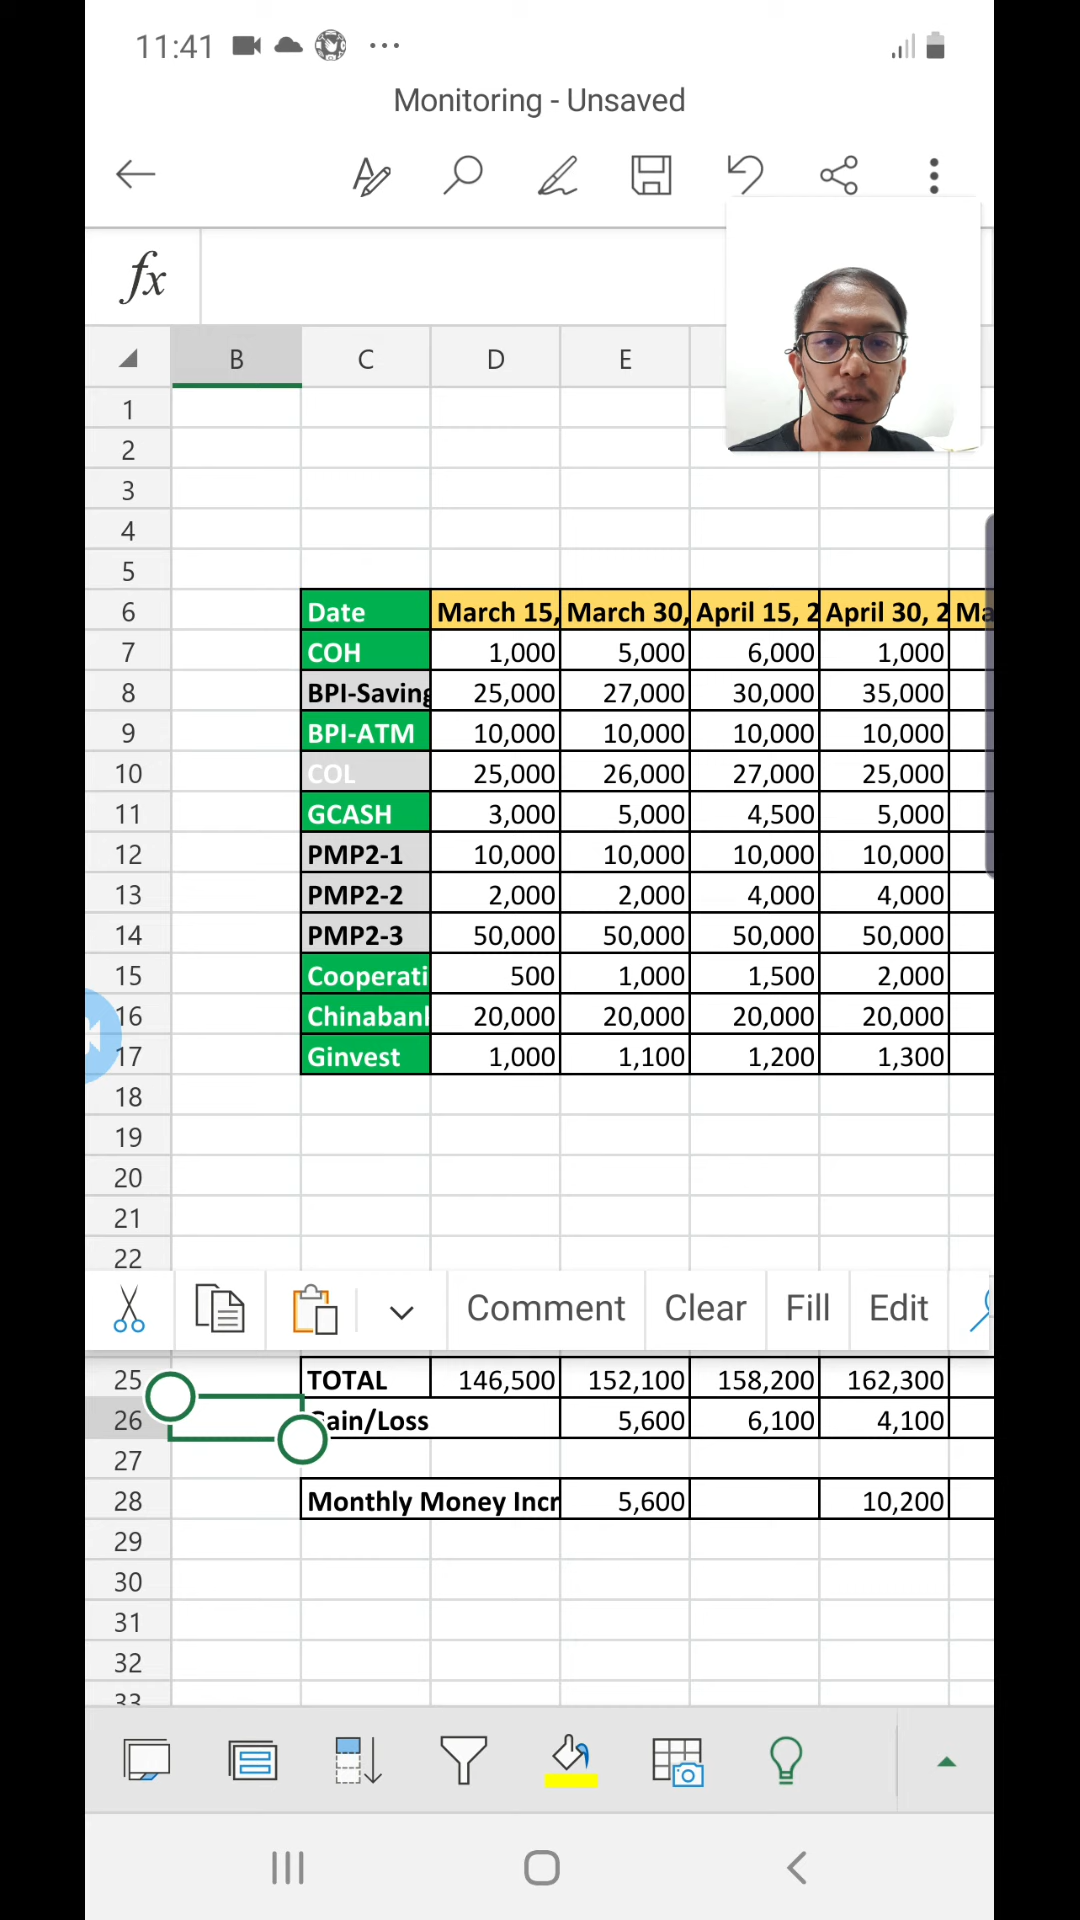 11:41
Monitoring - Unsaved
fx
B C D E
1
2
3
4
5
6 Date March 15, March 30, April 15, 2 April 30, 2 Ma
7 COH 1,000 5,000 6,000 1,000
8 BPI-Saving 25,000 27,000 30,000 35,000
9 BPI-ATM 10,000 10,000 10,000 10,000
10 COL 25,000 26,000 27,000 25,000
11 GCASH 3,000 5,000 4,500 5,000
12 PMP2-1 10,000 10,000 10,000 10,000
13 PMP2-2 2,000 2,000 4,000 4,000
14 PMP2-3 50,000 50,000 50,000 50,000
15 Cooperati 500 1,000 1,500 2,000
16 Chinabank 20,000 20,000 20,000 20,000
17 Ginvest 1,000 1,100 1,200 1,300
18
19
20
21
22
Comment Clear Fill Edit
25 TOTAL 146,500 152,100 158,200 162,300
26 Gain/Loss 5,600 6,100 4,100
27
28 Monthly Money Incr 5,600 10,200
29
30
31
32
33